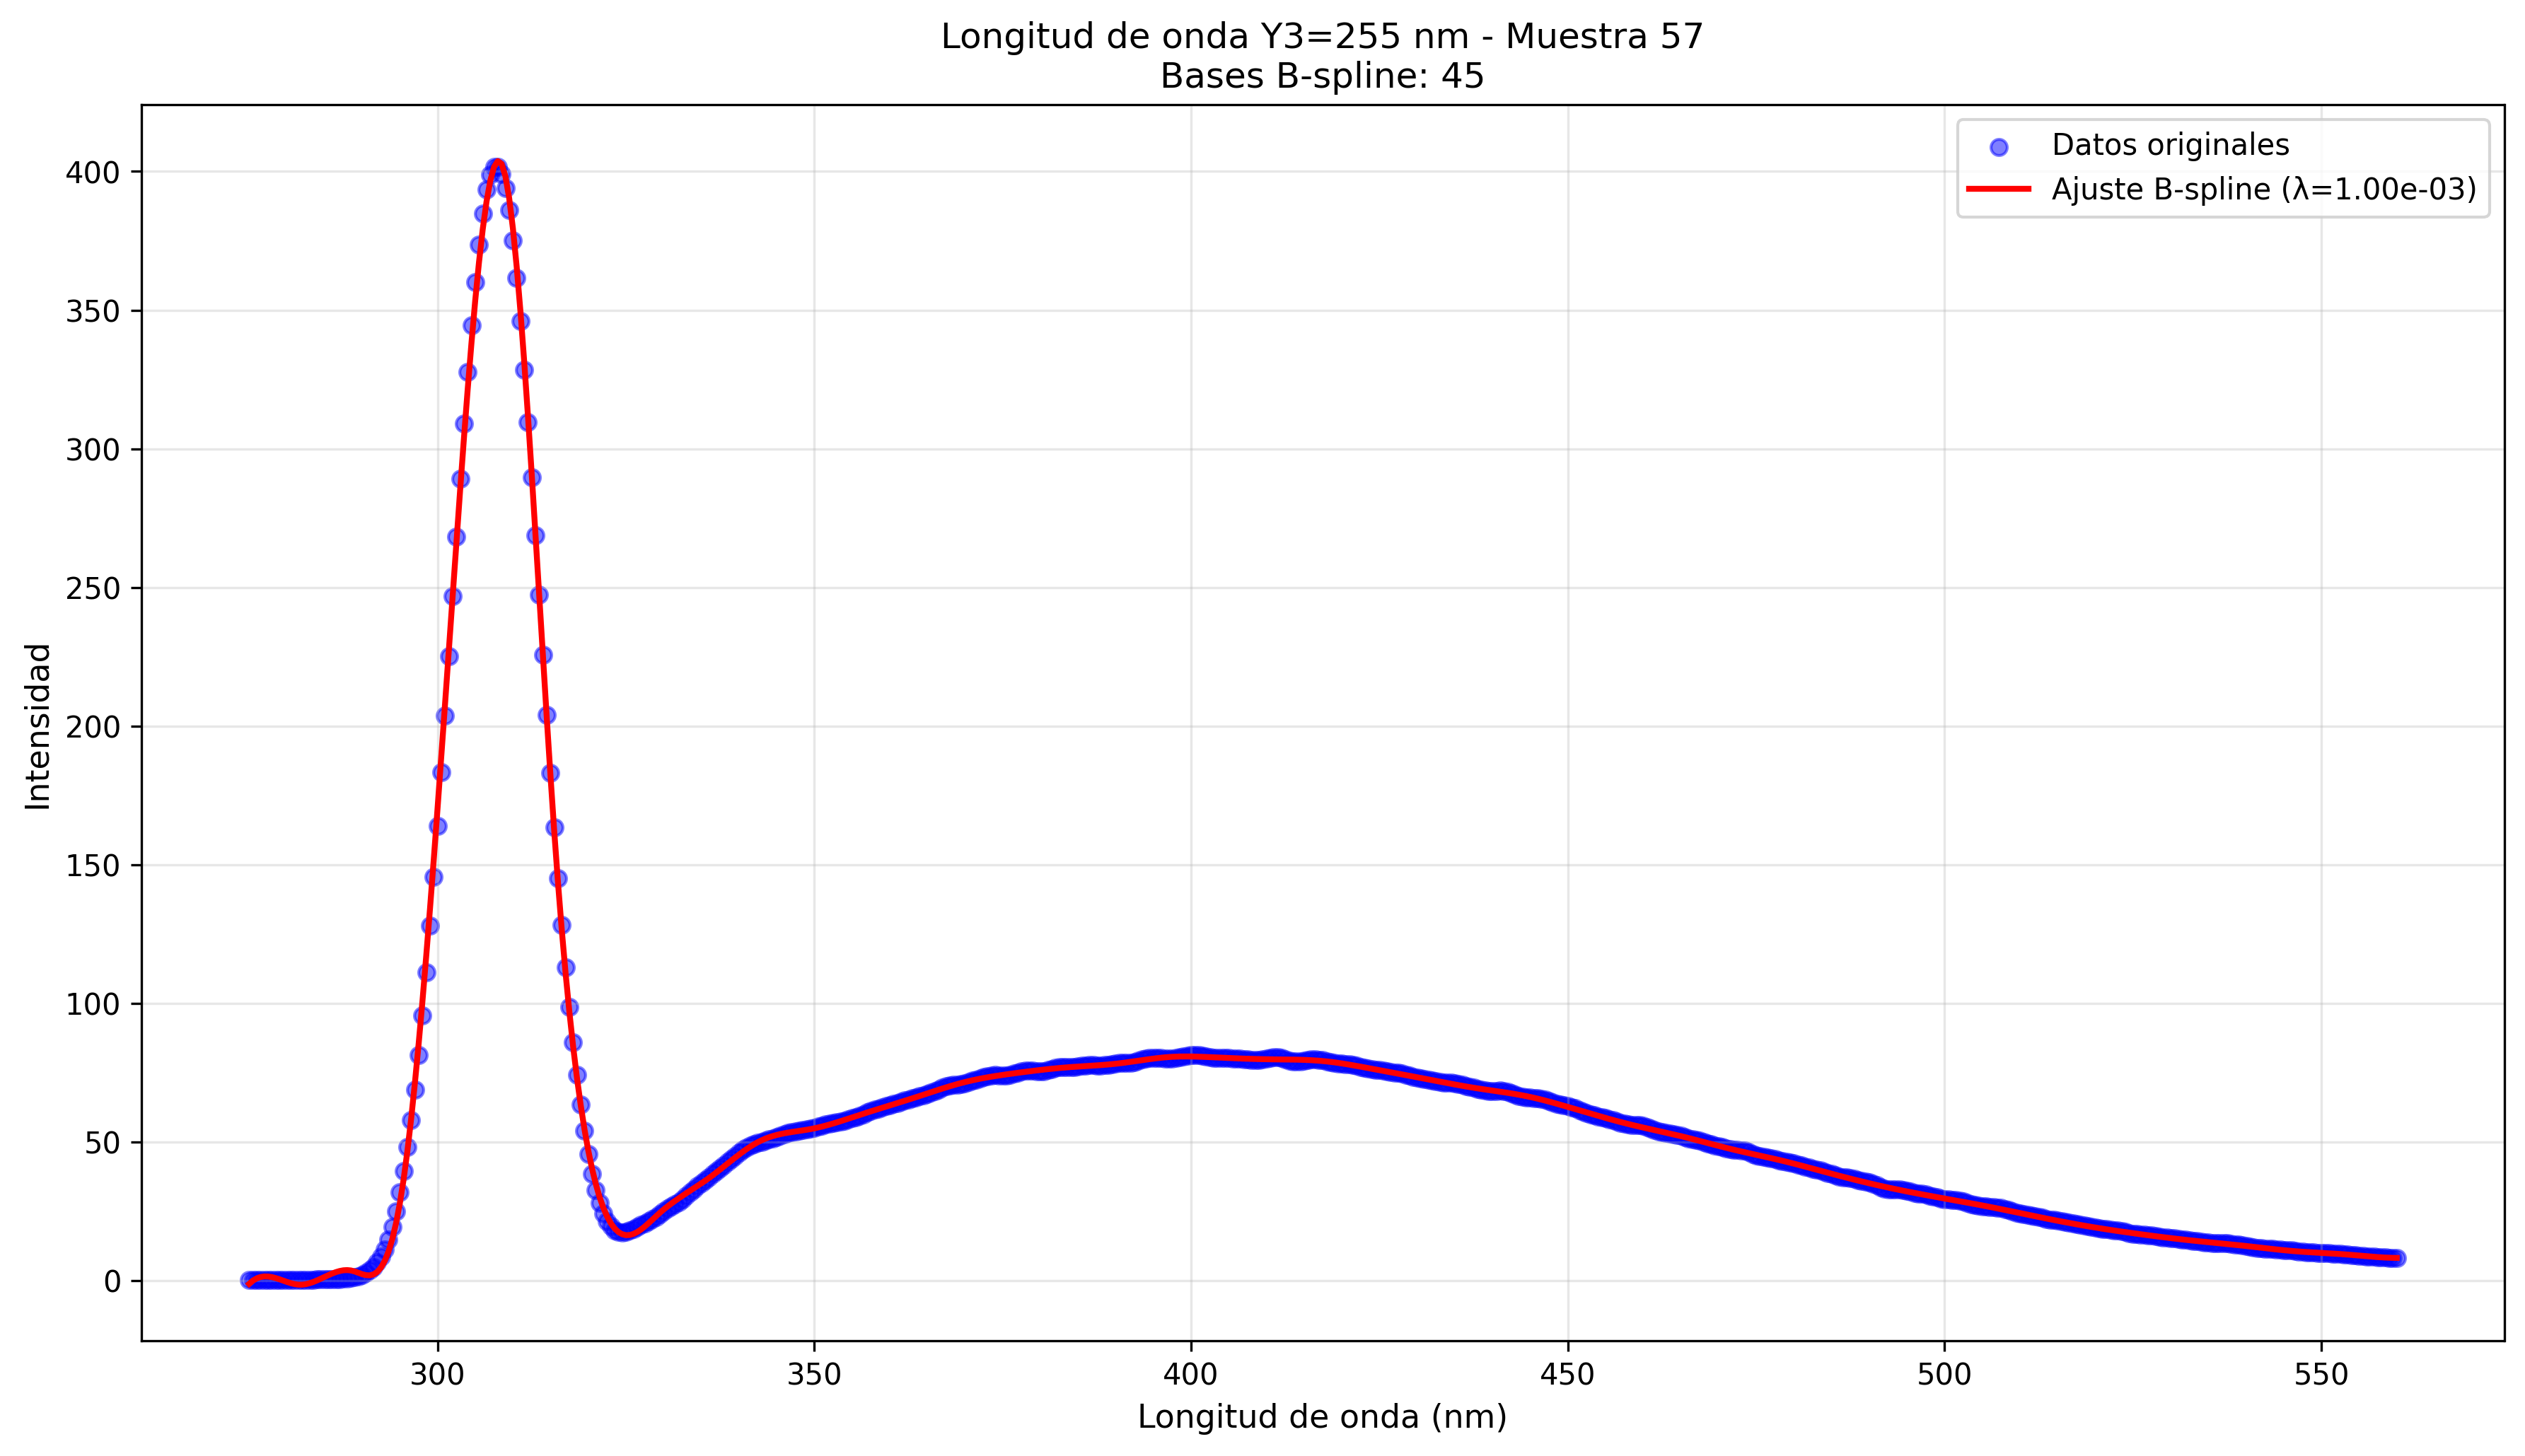 Longitud de onda Y3=255 nm - Muestra 57
Bases B-spline: 45
Datos originales
Ajuste B-spline (λ=1.00e-03)
Intensidad
400
350
300
250
200
150
100
50
0
300 350 400 450 500 550
Longitud de onda (nm)